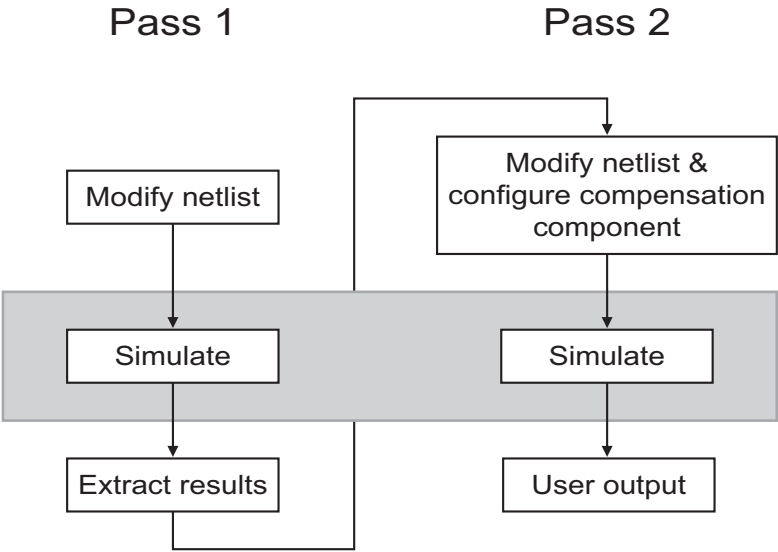 Pass 1
Pass 2
Modify netlist
Modify netlist &
configure compensation
component
Simulate
Simulate
Extract results
User output